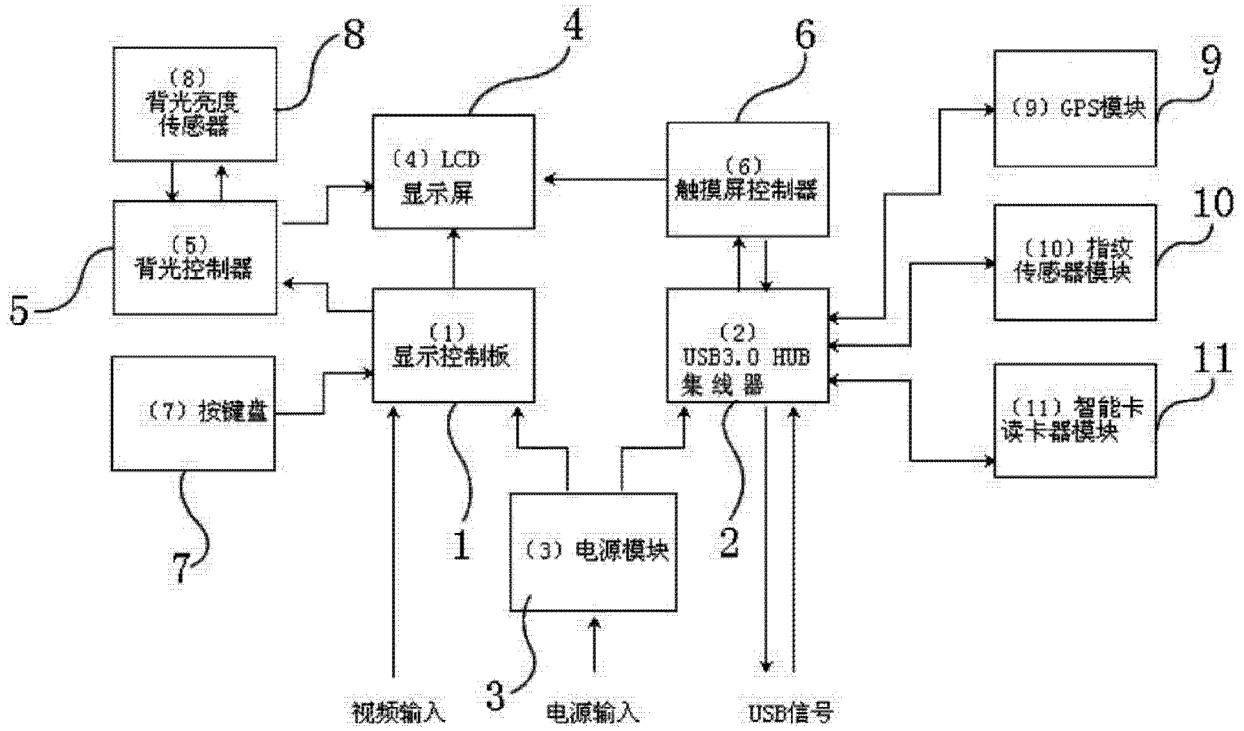 8
4
6
9
(8)
背光亮度
传感器
(4) LCD
显示屏
(6)
触摸屏控制器
(9) GPS模块
10
(5)
背光控制器
(10) 指纹
传感器模块
5
(1)
显示控制板
(2)
USB3.0 HUB
集线器
11
(7) 按键盘
(11) 智能卡
读卡器模块
7
1
(3) 电源模块
2
3
视频输入
电源输入
USB信号